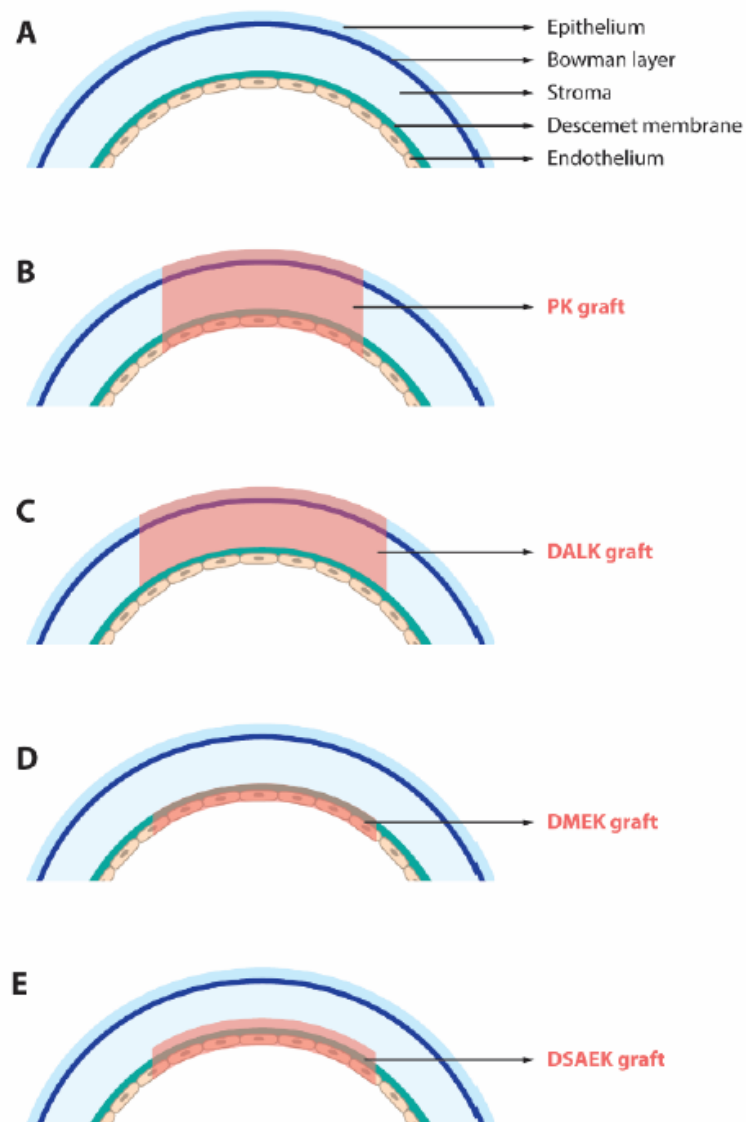 A
Epithelium
Bowman layer
Stroma
Descemet membrane
Endothelium
B
PK graft
C
DALK graft
D
DMEK graft
E
DSAEK graft